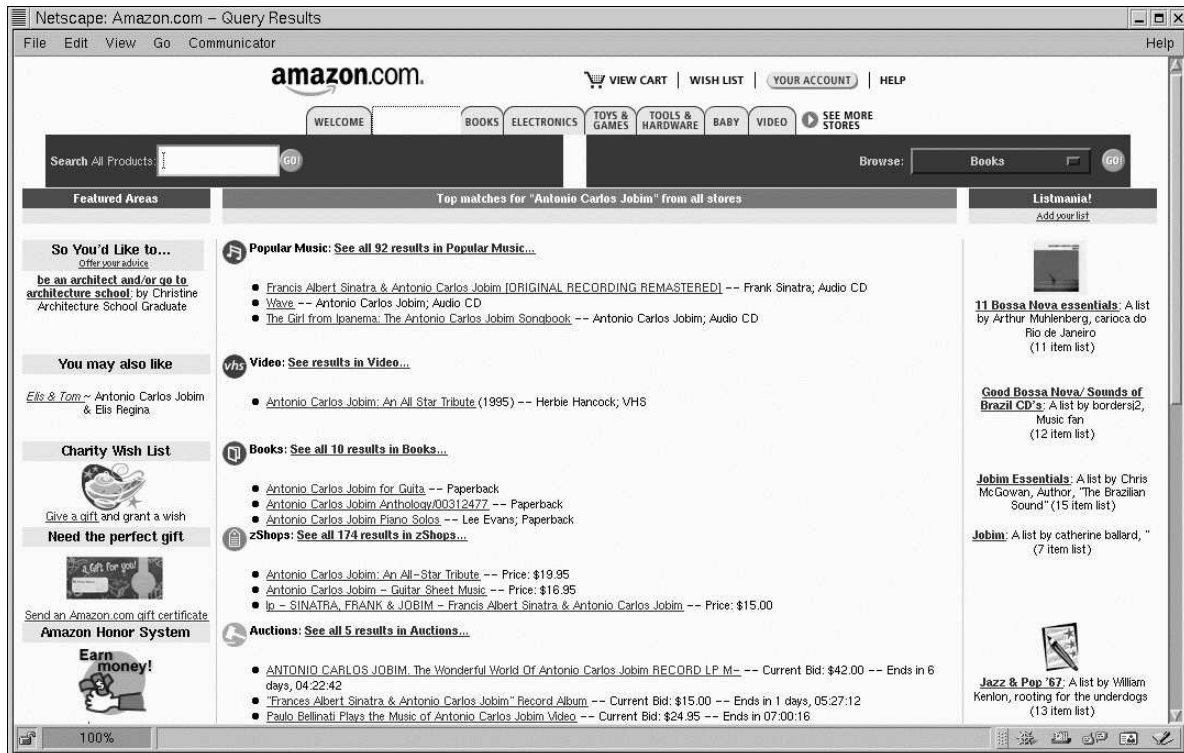 Netscape: Amazon.com – Query Results
File Edit View Go Communicator Help
amazon.com.
VIEW CART | WISH LIST | YOUR ACCOUNT | HELP
WELCOME BOOKS ELECTRONICS TOYS & GAMES TOOLS & HARDWARE BABY VIDEO SEE MORE STORES
Search All Products: GO! Browse: Books GO!
Featured Areas
So You'd Like to...
Offer your advice
be an architect and/or go to
architecture school: by Christine
Architecture School Graduate
You may also like
Elis & Tom ~ Antonio Carlos Jobim
& Elis Regina
Charity Wish List
Give a gift and grant a wish
Need the perfect gift
a Gift for you!
Send an Amazon.com gift certificate
Amazon Honor System
Earn
money!
Top matches for "Antonio Carlos Jobim" from all stores
Popular Music: See all 92 results in Popular Music...
Francis Albert Sinatra & Antonio Carlos Jobim [ORIGINAL RECORDING REMASTERED] –– Frank Sinatra; Audio CD
Wave –– Antonio Carlos Jobim; Audio CD
The Girl from Ipanema: The Antonio Carlos Jobim Songbook –– Antonio Carlos Jobim; Audio CD
vhs Video: See results in Video...
Antonio Carlos Jobim: An All Star Tribute (1995) –– Herbie Hancock; VHS
Books: See all 10 results in Books...
Antonio Carlos Jobim for Guita –– Paperback
Antonio Carlos Jobim Anthology/00312477 –– Paperback
Antonio Carlos Jobim Piano Solos –– Lee Evans; Paperback
zShops: See all 174 results in zShops...
Antonio Carlos Jobim: An All–Star Tribute –– Price: $19.95
Antonio Carlos Jobim – Guitar Sheet Music –– Price: $16.95
lp – SINATRA, FRANK & JOBIM – Francis Albert Sinatra & Antonio Carlos Jobim –– Price: $15.00
Auctions: See all 5 results in Auctions...
ANTONIO CARLOS JOBIM. The Wonderful World Of Antonio Carlos Jobim RECORD LP M– –– Current Bid: $42.00 –– Ends in 6
days, 04:22:42
"Frances Albert Sinatra & Antonio Carlos Jobim" Record Album –– Current Bid: $15.00 –– Ends in 1 days, 05:27:12
Paulo Bellinati Plays the Music of Antonio Carlos Jobim Video –– Current Bid: $24.95 –– Ends in 07:00:16
Listmania!
Add your list
11 Bossa Nova essentials: A list
by Arthur Muhlenberg, carioca do
Rio de Janeiro
(11 item list)
Good Bossa Nova/ Sounds of
Brazil CD's: A list by bordersj2,
Music fan
(12 item list)
Jobim Essentials: A list by Chris
McGowan, Author, "The Brazilian
Sound" (15 item list)
Jobim: A list by catherine ballard, "
(7 item list)
Jazz & Pop '67: A list by William
Kenlon, rooting for the underdogs
(13 item list)
100%